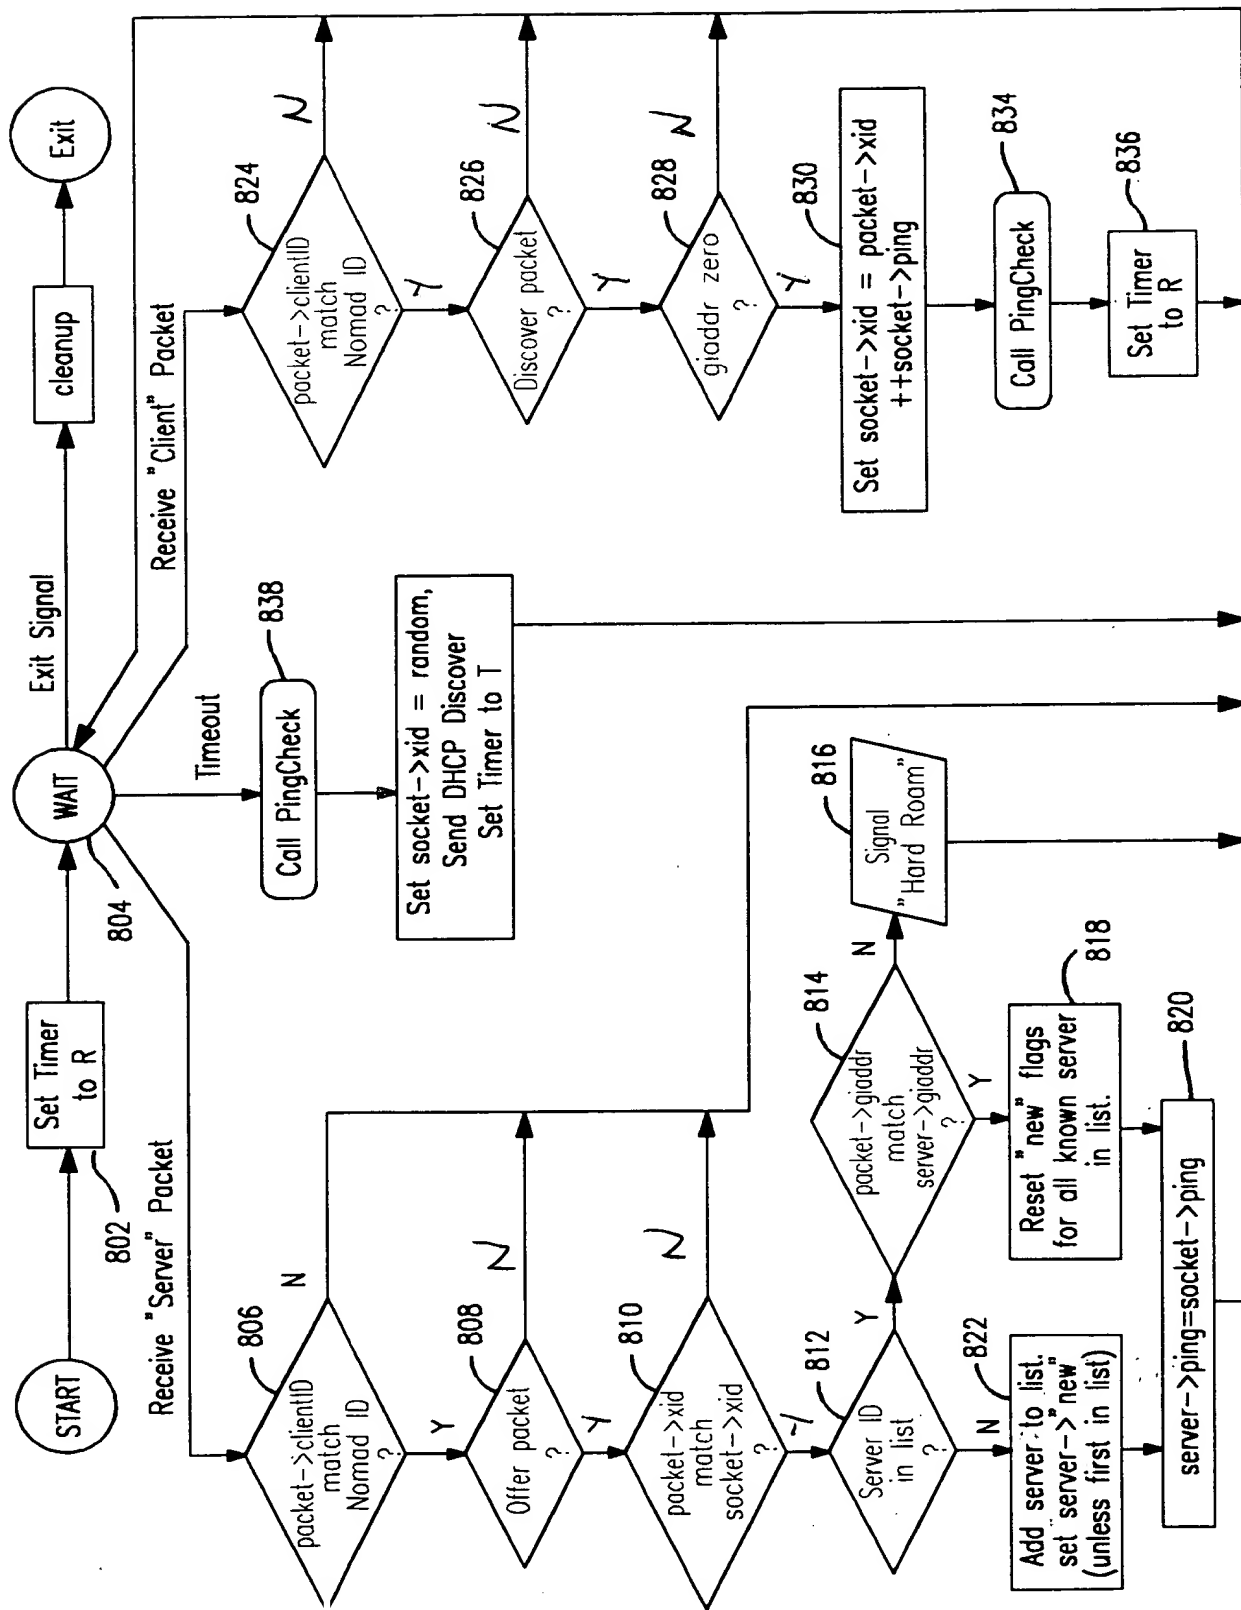 START
Set Timer
to R
802
WAIT
804
Exit Signal
cleanup
Exit
Receive "Server" Packet
Timeout
Receive "Client" Packet
packet->clientID
match
Nomad ID
?
806
N
Y
Offer packet
?
808
N
Y
packet->xid
match
socket->xid
?
810
N
Y
Server ID
in list
?
812
Y
N
packet->giaddr
match
server->giaddr
?
814
N
Y
Signal
"Hard Roam"
816
Reset "new" flags
for all known server
in list.
818
Add server to list.
set server->"new"
(unless first in list)
822
server->ping=socket->ping
820
Call PingCheck
838
Set socket->xid = random,
Send DHCP Discover
Set Timer to T
packet->clientID
match
Nomad ID
?
824
N
Y
Discover packet
?
826
N
Y
giaddr zero
?
828
N
Y
Set socket->xid = packet->xid
++socket->ping
830
Call PingCheck
834
Set Timer
to R
836